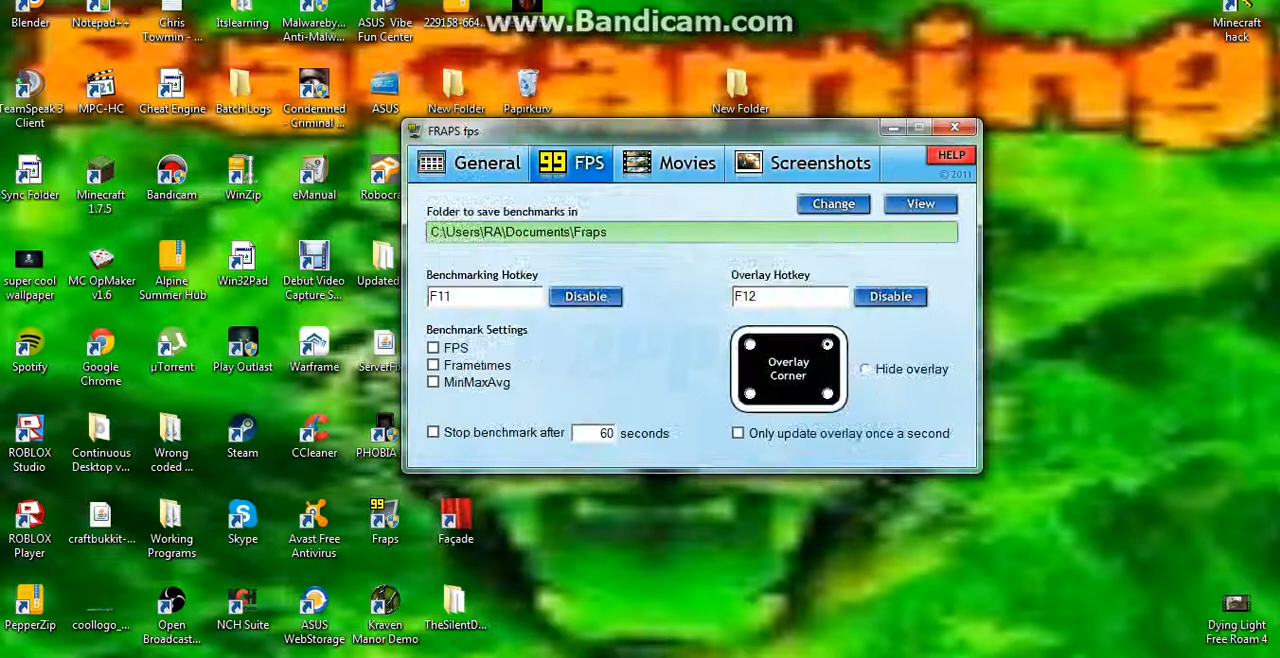 www.Bandicam.com
RaGaming
Blender
Notepad++
Chris
Towmin - ...
Itslearning
Malwareby...
Anti-Malw...
ASUS Vibe
Fun Center
229158-664...
Minecraft
hack
TeamSpeak 3
Client
MPC-HC
Cheat Engine
Batch Logs
Condemned
- Criminal ...
ASUS
New Folder
Papirkurv
New Folder
FRAPS fps
General
99 FPS
Movies
Screenshots
HELP
© 2011
Folder to save benchmarks in
Change
View
C:\Users\RA\Documents\Fraps
Benchmarking Hotkey
F11
Disable
Overlay Hotkey
F12
Disable
Benchmark Settings
FPS
Frametimes
MinMaxAvg
Overlay
Corner
Hide overlay
Stop benchmark after 60 seconds
Only update overlay once a second
Sync Folder
Minecraft
1.7.5
Bandicam
WinZip
eManual
Robocr
super cool
wallpaper
MC OpMaker
v1.6
Alpine
Summer Hub
Win32Pad
Debut Video
Capture S...
Updated
Spotify
Google
Chrome
µTorrent
Play Outlast
Warframe
ServerFi
ROBLOX
Studio
Continuous
Desktop v...
Wrong
coded ...
Steam
CCleaner
PHOBIA
ROBLOX
Player
craftbukkit-...
Working
Programs
Skype
Avast Free
Antivirus
99
Fraps
Façade
PepperZip
coollogo_...
Open
Broadcast...
NCH Suite
ASUS
WebStorage
Kraven
Manor Demo
TheSilentD...
Dying Light
Free Roam 4